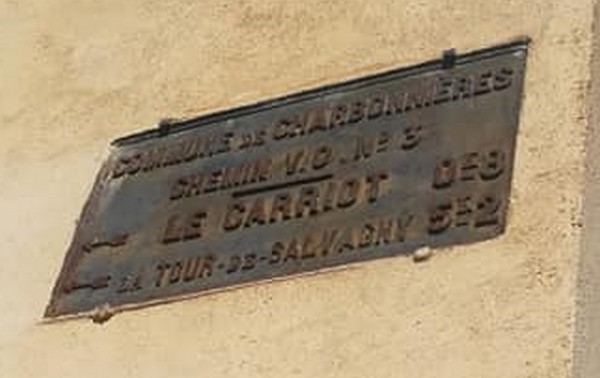 COMMUNE DE CHARBONNIÈRES
CHEMIN V.O. Nº 3
← LE CARRIOT 0ᴷ8
← LA TOUR-DE-SALVAGNY 5ᴷ2